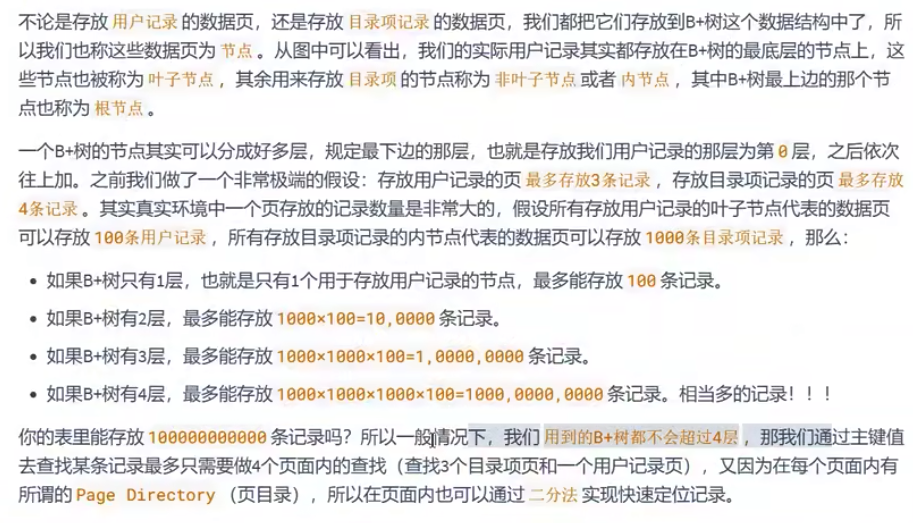 不论是存放 用户记录 的数据页，还是存放 目录项记录 的数据页，我们都把它们存放到B+树这个数据结构中了，所
以我们也称这些数据页为 节点 。从图中可以看出，我们的实际用户记录其实都存放在B+树的最底层的节点上，这
些节点也被称为 叶子节点 ，其余用来存放 目录项 的节点称为 非叶子节点 或者 内节点 ，其中B+树最上边的那个节
点也称为 根节点 。
一个B+树的节点其实可以分成好多层，规定最下边的那层，也就是存放我们用户记录的那层为第 0 层，之后依次
往上加。之前我们做了一个非常极端的假设：存放用户记录的页 最多存放3条记录 ，存放目录项记录的页 最多存放
4条记录 。其实真实环境中一个页存放的记录数量是非常大的，假设所有存放用户记录的叶子节点代表的数据页
可以存放 100条用户记录 ，所有存放目录项记录的内节点代表的数据页可以存放 1000条目录项记录 ，那么：
• 如果B+树只有1层，也就是只有1个用于存放用户记录的节点，最多能存放 100 条记录。
• 如果B+树有2层，最多能存放 1000×100=10,0000 条记录。
• 如果B+树有3层，最多能存放 1000×1000×100=1,0000,0000 条记录。
• 如果B+树有4层，最多能存放 1000×1000×1000×100=1000,0000,0000 条记录。相当多的记录！！！
你的表里能存放 100000000000 条记录吗？所以一般情况下，我们 用到的B+树都不会超过4层 ，那我们通过主键值
去查找某条记录最多只需要做4个页面内的查找（查找3个目录项页和一个用户记录页），又因为在每个页面内有
所谓的 Page Directory （页目录），所以在页面内也可以通过 二分法 实现快速定位记录。